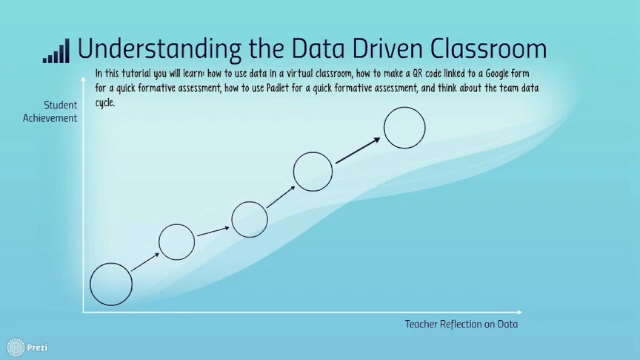 Understanding the Data Driven Classroom
In this tutorial you will learn: how to use data in a virtual classroom, how to make a QR code linked to a Google form
for a quick formative assessment, how to use Padlet for a quick formative assessment, and think about the team data
cycle.
Student
Achievement
Teacher Reflection on Data
Prezi